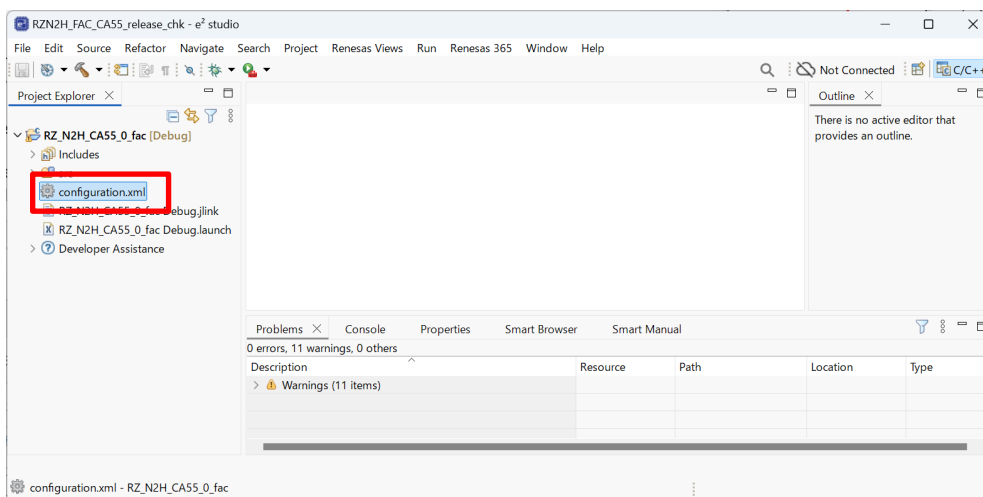 RZN2H_FAC_CA55_release_chk - e² studio
File Edit Source Refactor Navigate Search Project Renesas Views Run Renesas 365 Window Help
Not Connected C/C++
Project Explorer
Outline
There is no active editor that
provides an outline.
RZ_N2H_CA55_0_fac [Debug]
Includes
configuration.xml
RZ_N2H_CA55_0_fac Debug.jlink
RZ_N2H_CA55_0_fac Debug.launch
Developer Assistance
Problems Console Properties Smart Browser Smart Manual
0 errors, 11 warnings, 0 others
Description Resource Path Location Type
Warnings (11 items)
configuration.xml - RZ_N2H_CA55_0_fac